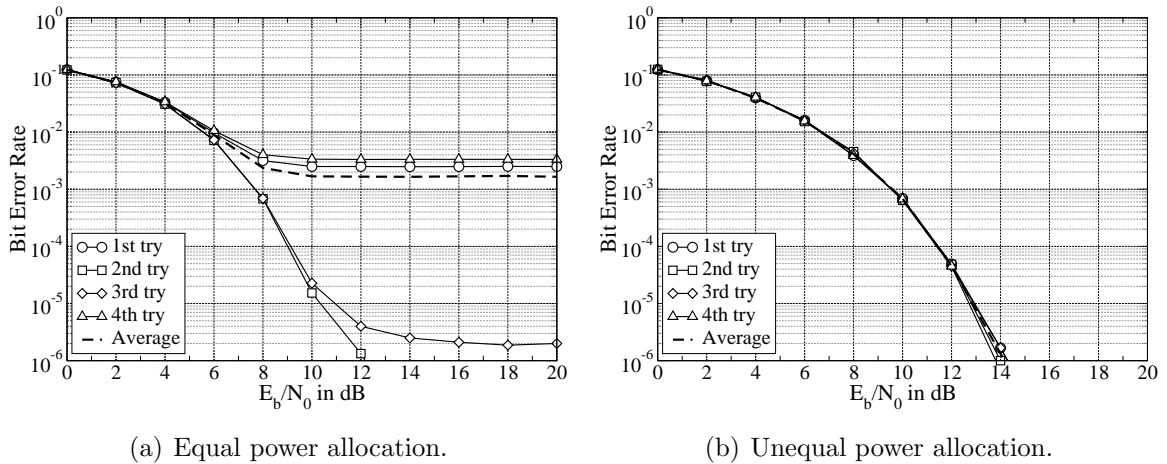 10^0
10^-1
10^-2
10^-3
10^-4
10^-5
10^-6
Bit Error Rate
1st try
2nd try
3rd try
4th try
Average
0 2 4 6 8 10 12 14 16 18 20
E_b/N_0 in dB
(a) Equal power allocation.
10^0
10^-1
10^-2
10^-3
10^-4
10^-5
10^-6
Bit Error Rate
1st try
2nd try
3rd try
4th try
Average
0 2 4 6 8 10 12 14 16 18 20
E_b/N_0 in dB
(b) Unequal power allocation.